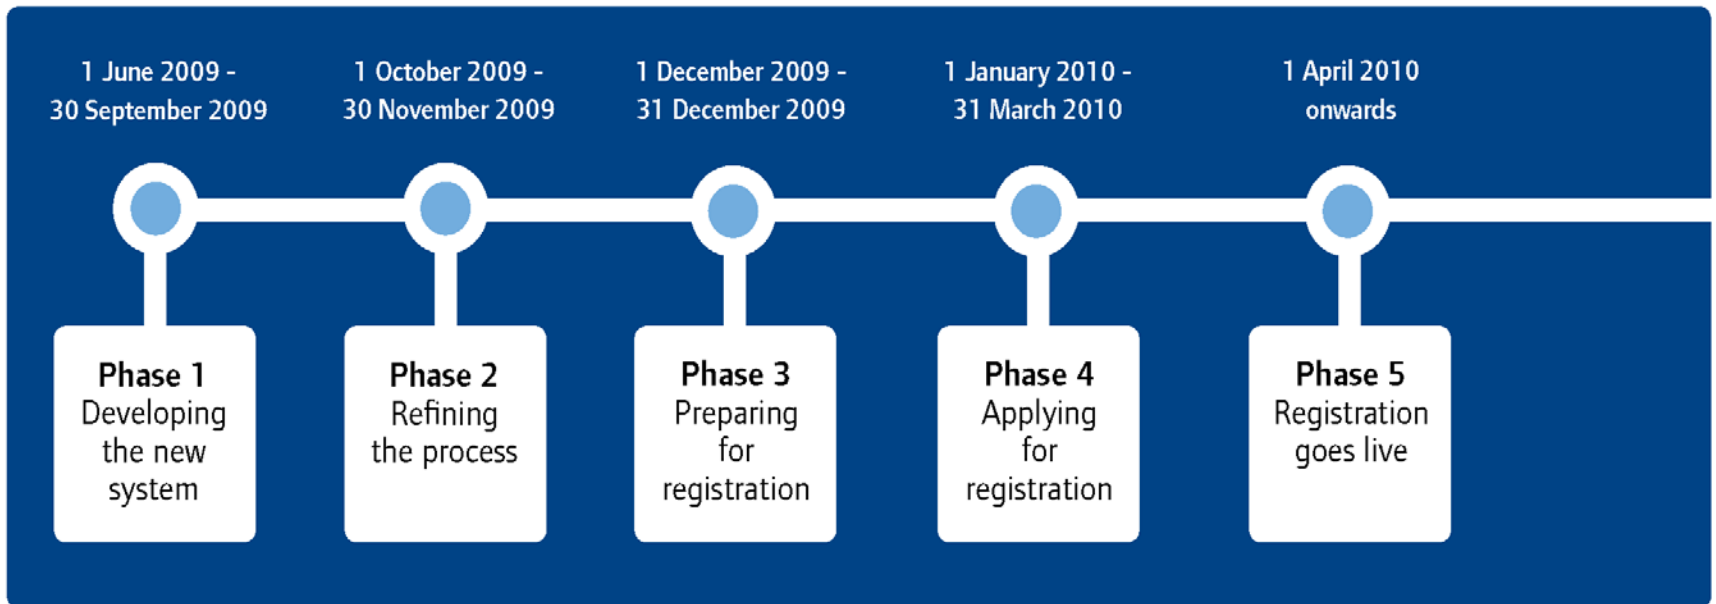 1 June 2009 -
30 September 2009
1 October 2009 -
30 November 2009
1 December 2009 -
31 December 2009
1 January 2010 -
31 March 2010
1 April 2010
onwards
Phase 1
Developing
the new
system
Phase 2
Refining
the process
Phase 3
Preparing
for
registration
Phase 4
Applying
for
registration
Phase 5
Registration
goes live